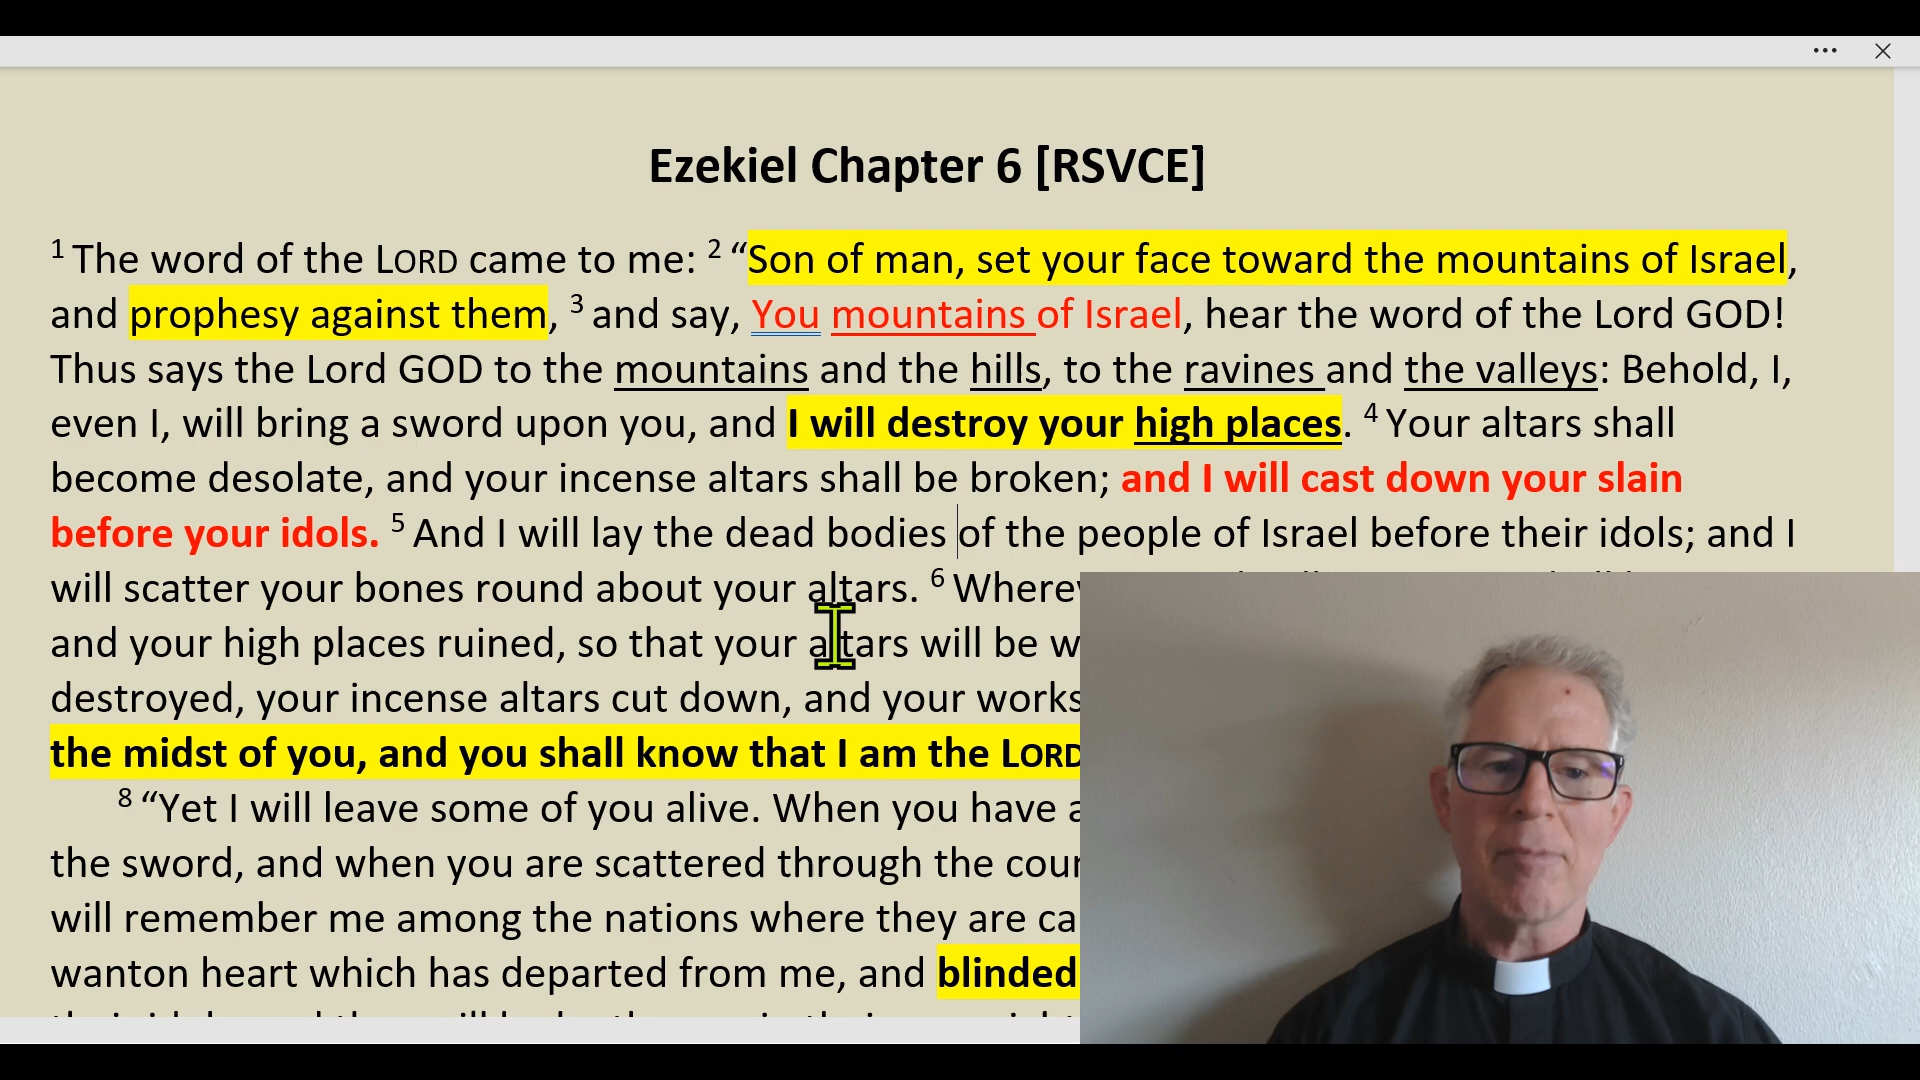 Ezekiel Chapter 6 [RSVCE]
1 The word of the LORD came to me: 2 “Son of man, set your face toward the mountains of Israel,
and prophesy against them, 3 and say, You mountains of Israel, hear the word of the Lord GOD!
Thus says the Lord GOD to the mountains and the hills, to the ravines and the valleys: Behold, I,
even I, will bring a sword upon you, and I will destroy your high places. 4 Your altars shall
become desolate, and your incense altars shall be broken; and I will cast down your slain
before your idols. 5 And I will lay the dead bodies of the people of Israel before their idols; and I
will scatter your bones round about your altars. 6
and your high places ruined, so that your altars will be
destroyed, your incense altars cut down, and your works
the midst of you, and you shall know that I am the LORD
8 “Yet I will leave some of you alive. When you have
the sword, and when you are scattered through the
will remember me among the nations where they are
wanton heart which has departed from me, and blinded